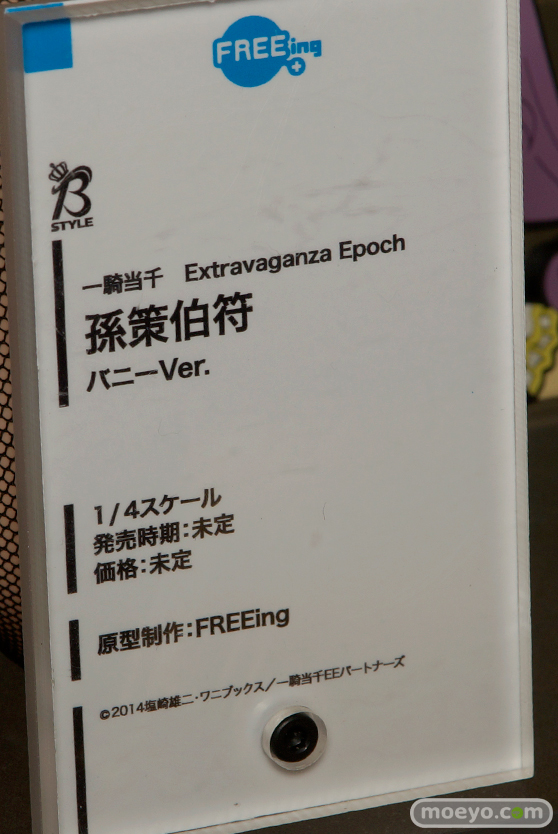 FREEing
B
STYLE
一騎当千 Extravaganza Epoch
孫策伯符
バニーVer.
1/4スケール
発売時期:未定
価格:未定
原型制作:FREEing
©2014塩崎雄二・ワニブックス／一騎当千EEパートナーズ
moeyo.com